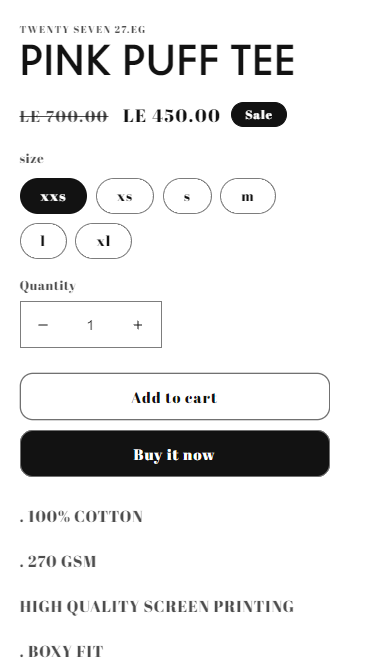 TWENTY SEVEN 27.EG
PINK PUFF TEE
LE 700.00 LE 450.00 Sale
size
xxs xs s m
l xl
Quantity
− 1 +
Add to cart
Buy it now
. 100% COTTON
. 270 GSM
HIGH QUALITY SCREEN PRINTING
. BOXY FIT